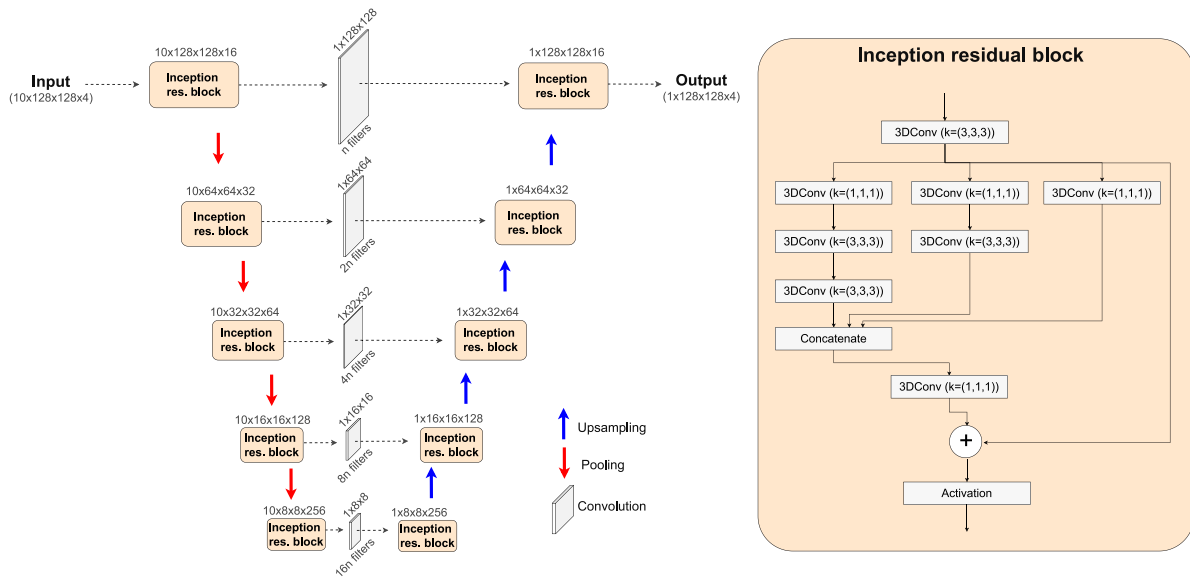 Input
(10x128x128x4)
10x128x128x16
Inception
res. block
1x128x128
n filters
1x128x128x16
Inception
res. block
Output
(1x128x128x4)
10x64x64x32
Inception
res. block
1x64x64
2n filters
1x64x64x32
Inception
res. block
10x32x32x64
Inception
res. block
1x32x32
4n filters
1x32x32x64
Inception
res. block
10x16x16x128
Inception
res. block
1x16x16
8n filters
1x16x16x128
Inception
res. block
10x8x8x256
Inception
res. block
1x8x8
16n filters
1x8x8x256
Inception
res. block
Upsampling
Pooling
Convolution
Inception residual block
3DConv (k=(3,3,3))
3DConv (k=(1,1,1))
3DConv (k=(1,1,1))
3DConv (k=(1,1,1))
3DConv (k=(3,3,3))
3DConv (k=(3,3,3))
3DConv (k=(3,3,3))
Concatenate
3DConv (k=(1,1,1))
+
Activation